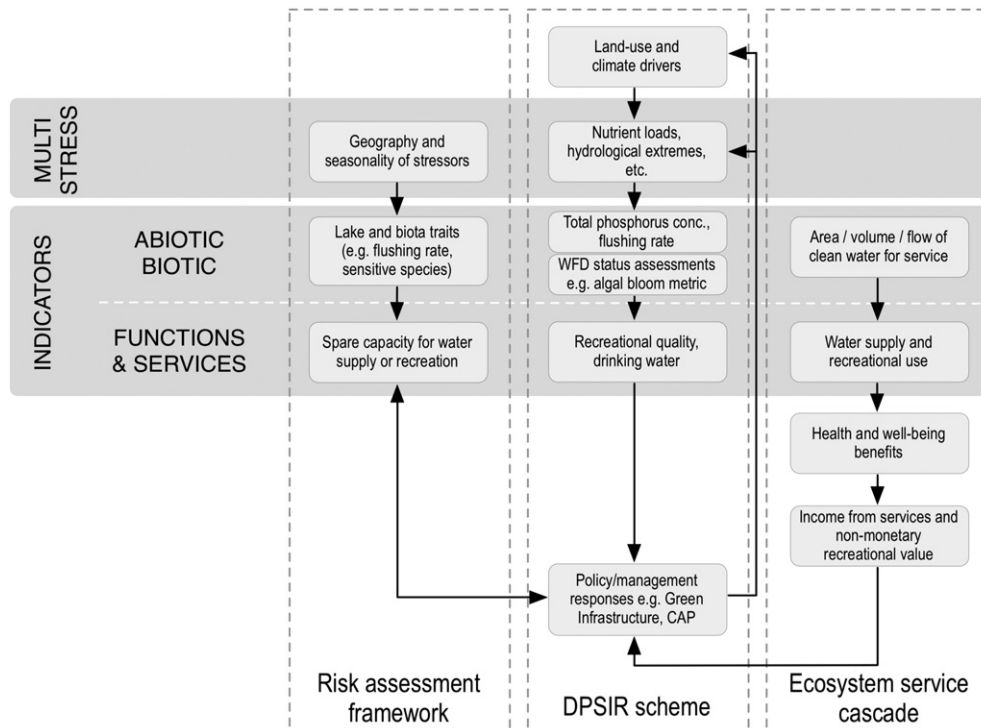 Land-use and
climate drivers
MULTI
STRESS
Geography and
seasonality of stressors
Nutrient loads,
hydrological extremes,
etc.
INDICATORS
ABIOTIC
BIOTIC
Lake and biota traits
(e.g. flushing rate,
sensitive species)
Total phosphorus conc.,
flushing rate
WFD status assessments
e.g. algal bloom metric
Area / volume / flow of
clean water for service
FUNCTIONS
& SERVICES
Spare capacity for water
supply or recreation
Recreational quality,
drinking water
Water supply and
recreational use
Health and well-being
benefits
Income from services and
non-monetary
recreational value
Policy/management
responses e.g. Green
Infrastructure, CAP
Risk assessment
framework
DPSIR scheme
Ecosystem service
cascade